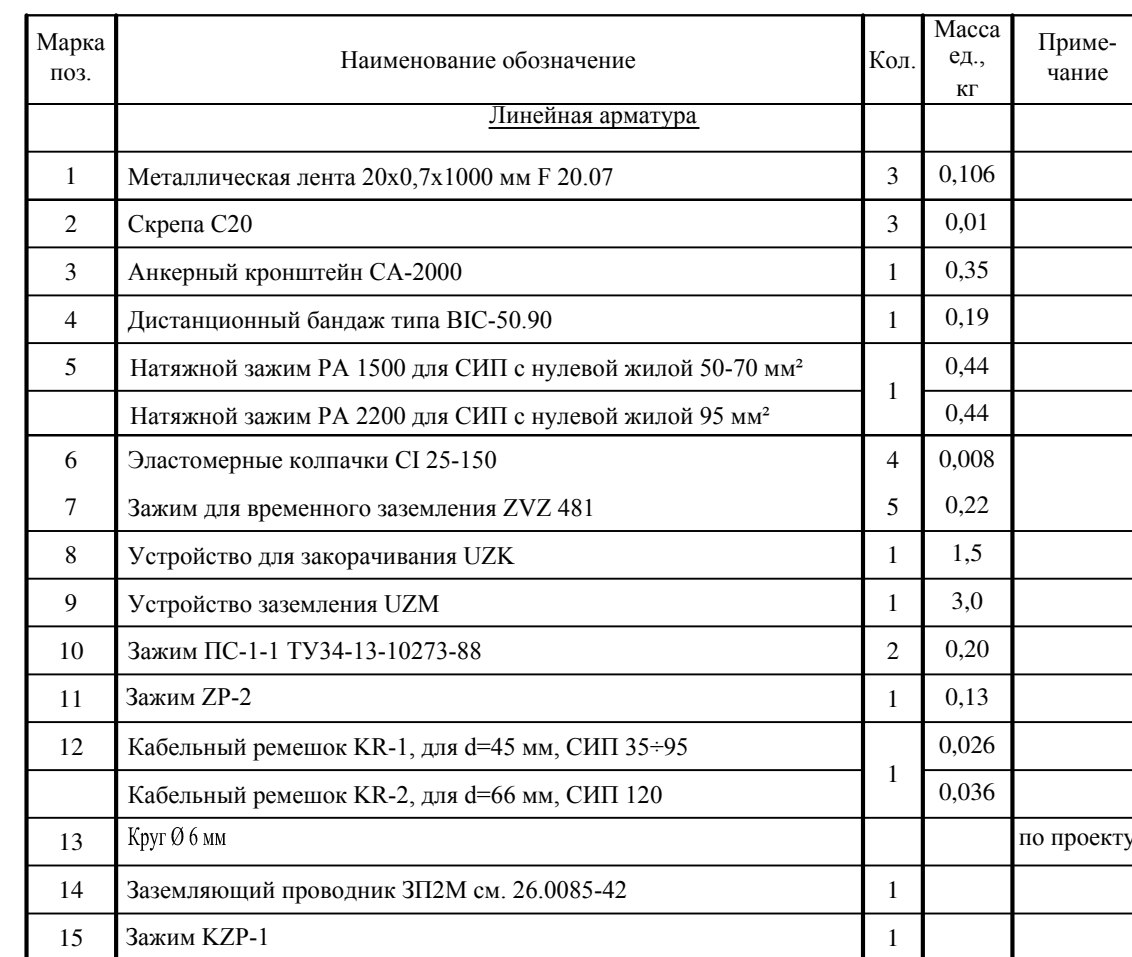 Марка поз. Наименование обозначение Кол. Масса ед., кг Приме-чание
Линейная арматура
1 Металлическая лента 20х0,7х1000 мм F 20.07 3 0,106
2 Скрепа С20 3 0,01
3 Анкерный кронштейн СА-2000 1 0,35
4 Дистанционный бандаж типа BIC-50.90 1 0,19
5 Натяжной зажим РА 1500 для СИП с нулевой жилой 50-70 мм² 1 0,44
Натяжной зажим РА 2200 для СИП с нулевой жилой 95 мм² 0,44
6 Эластомерные колпачки CI 25-150 4 0,008
7 Зажим для временного заземления ZVZ 481 5 0,22
8 Устройство для закорачивания UZK 1 1,5
9 Устройство заземления UZM 1 3,0
10 Зажим ПС-1-1 ТУ34-13-10273-88 2 0,20
11 Зажим ZP-2 1 0,13
12 Кабельный ремешок KR-1, для d=45 мм, СИП 35÷95 1 0,026
Кабельный ремешок KR-2, для d=66 мм, СИП 120 0,036
13 Круг Ø 6 мм по проекту
14 Заземляющий проводник ЗП2М см. 26.0085-42 1
15 Зажим KZP-1 1